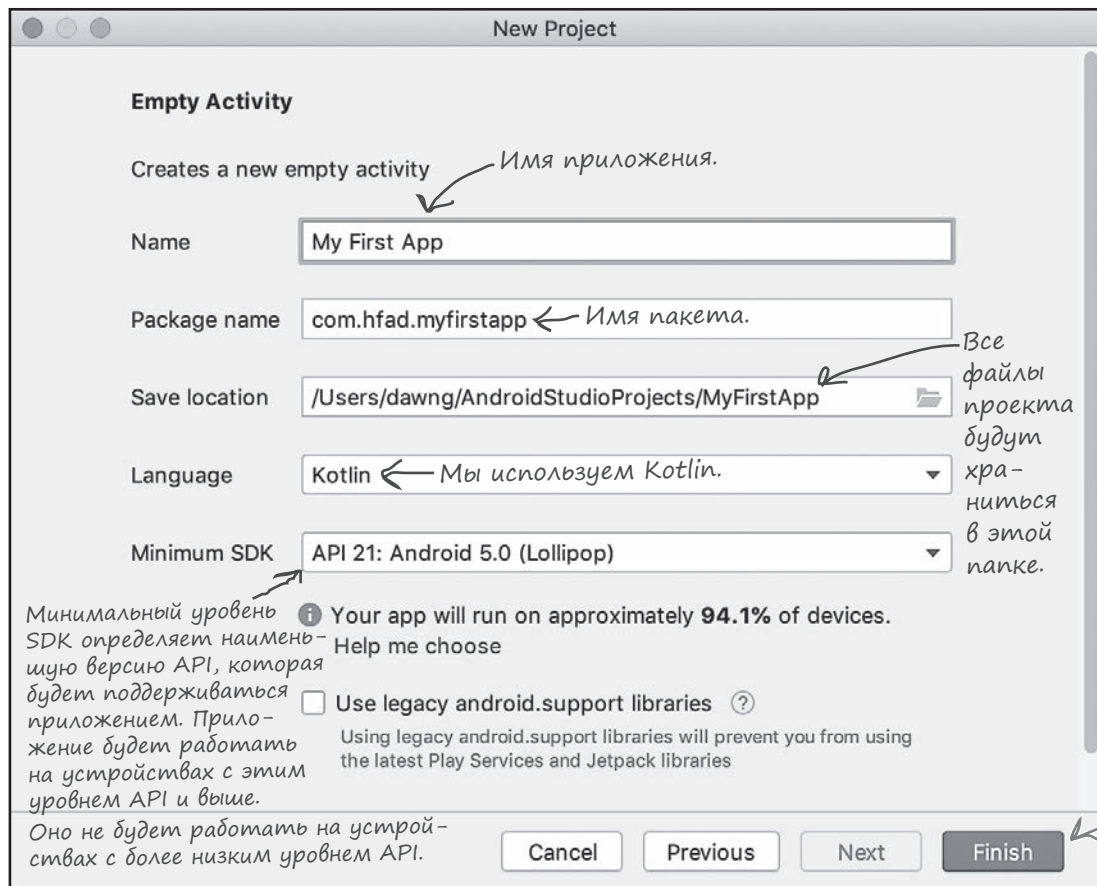 New Project
Empty Activity
Creates a new empty activity
Имя приложения.
Name
My First App
Package name
com.hfad.myfirstapp
Имя пакета.
Save location
/Users/dawng/AndroidStudioProjects/MyFirstApp
Все
файлы
проекта
будут
хра-
ниться
в этой
папке.
Language
Kotlin
Мы используем Kotlin.
Minimum SDK
API 21: Android 5.0 (Lollipop)
Минимальный уровень
SDK определяет наимень-
шую версию API, которая
будет поддерживаться
приложением. Прило-
жение будет работать
на устройствах с этим
уровнем API и выше.
Оно не будет работать на устрой-
ствах с более низким уровнем API.
Your app will run on approximately 94.1% of devices.
Help me choose
Use legacy android.support libraries ?
Using legacy android.support libraries will prevent you from using
the latest Play Services and Jetpack libraries
Cancel
Previous
Next
Finish